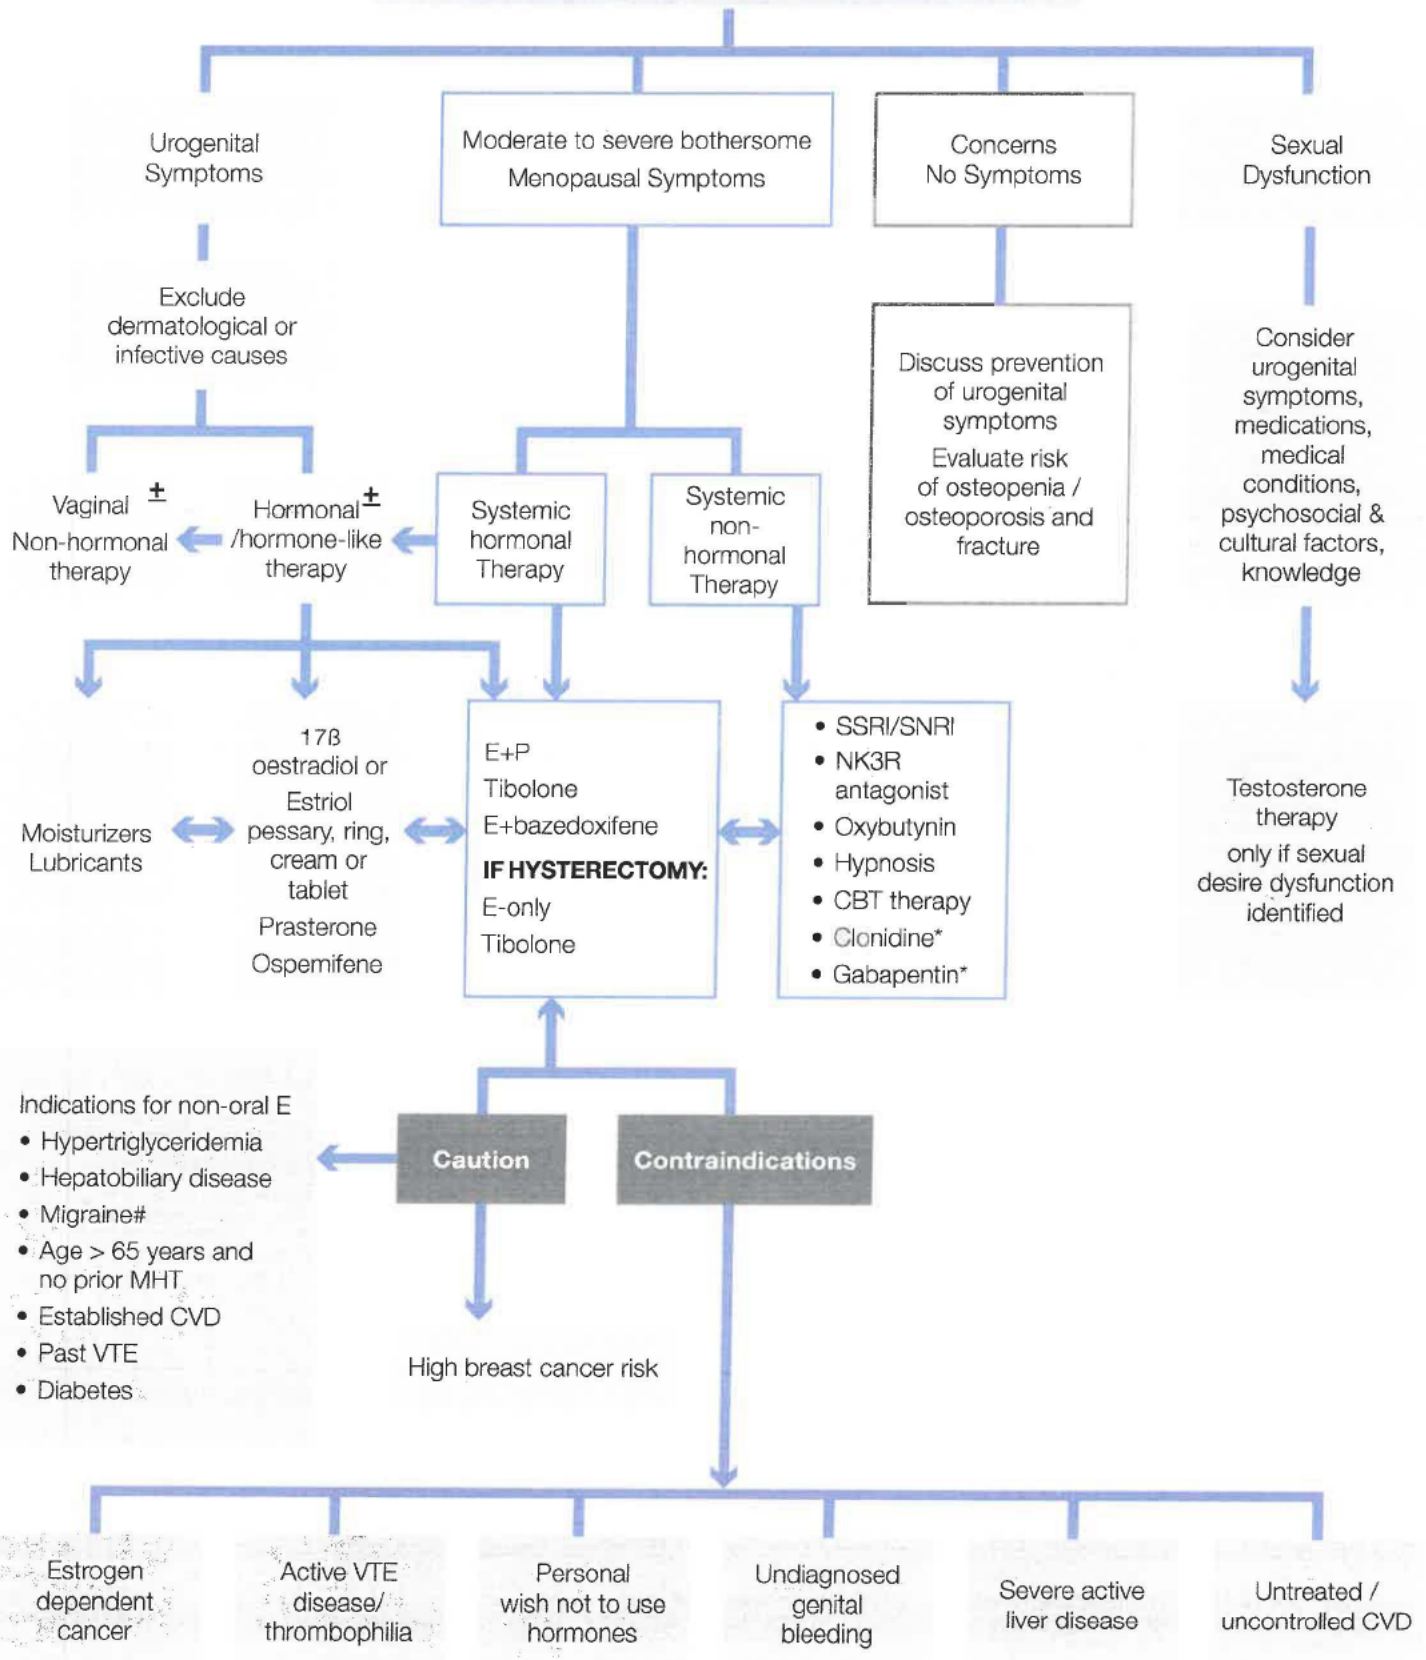 Urogenital
Symptoms
Moderate to severe bothersome
Menopausal Symptoms
Concerns
No Symptoms
Sexual
Dysfunction
Exclude
dermatological or
infective causes
Discuss prevention
of urogenital
symptoms
Evaluate risk
of osteopenia /
osteoporosis and
fracture
Consider
urogenital
symptoms,
medications,
medical
conditions,
psychosocial &
cultural factors,
knowledge
Vaginal ±
Non-hormonal
therapy
Hormonal ±
/hormone-like
therapy
Systemic
hormonal
Therapy
Systemic
non-
hormonal
Therapy
Moisturizers
Lubricants
17ß
oestradiol or
Estriol
pessary, ring,
cream or
tablet
Prasterone
Ospemifene
E+P
Tibolone
E+bazedoxifene
IF HYSTERECTOMY:
E-only
Tibolone
• SSRI/SNRI
• NK3R
antagonist
• Oxybutynin
• Hypnosis
• CBT therapy
• Clonidine*
• Gabapentin*
Testosterone
therapy
only if sexual
desire dysfunction
identified
Indications for non-oral E
• Hypertriglyceridemia
• Hepatobiliary disease
• Migraine#
• Age > 65 years and
no prior MHT
• Established CVD
• Past VTE
• Diabetes
Caution
Contraindications
High breast cancer risk
Estrogen
dependent
cancer
Active VTE
disease/
thrombophilia
Personal
wish not to use
hormones
Undiagnosed
genital
bleeding
Severe active
liver disease
Untreated /
uncontrolled CVD